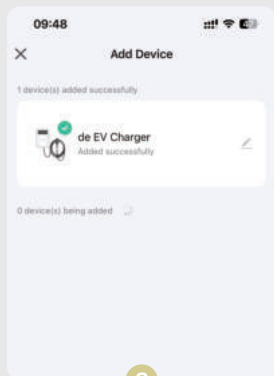 09:48
Add Device
1 device(s) added successfully
de EV Charger
Added successfully
0 device(s) being added